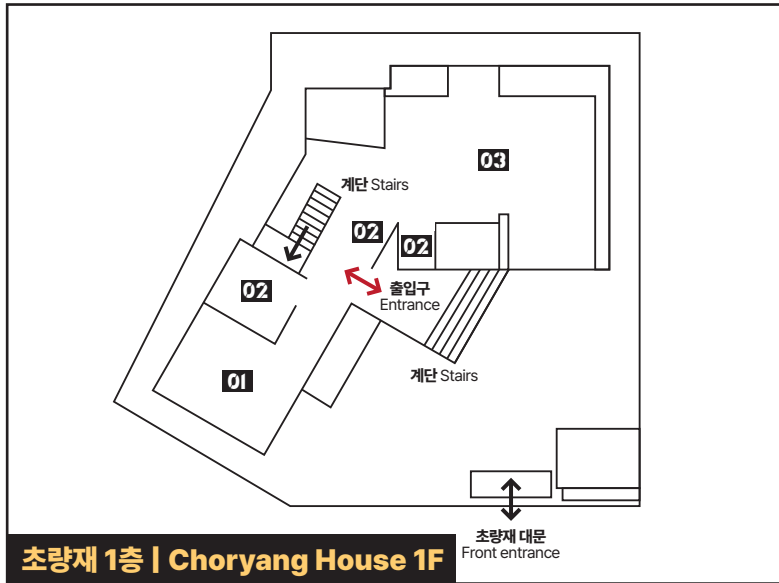 03
계단 Stairs
02
02
02
출입구
Entrance
01
계단 Stairs
초량재 대문
Front entrance
초량재 1층 | Choryang House 1F